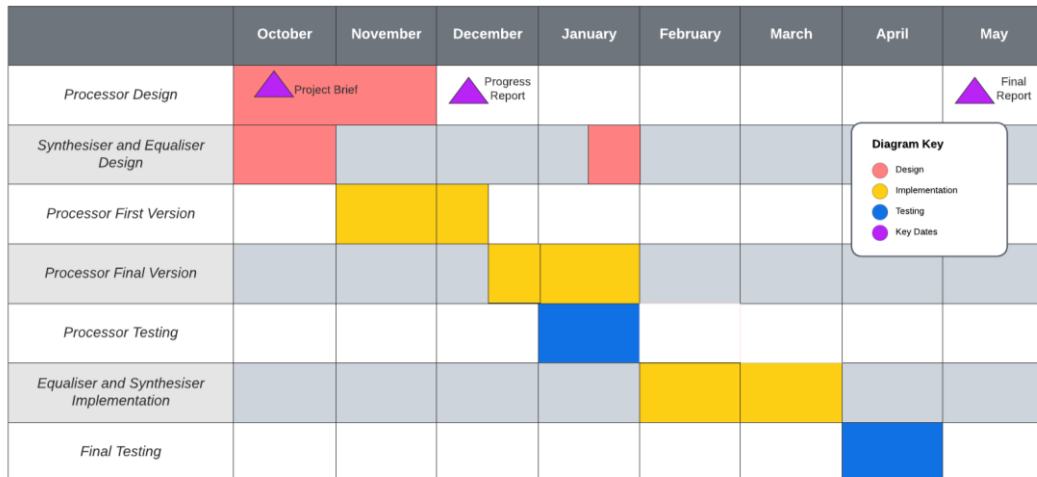 October
November
December
January
February
March
April
May
Processor Design
Project Brief
Progress
Report
Final
Report
Synthesiser and Equaliser
Design
Diagram Key
Design
Implementation
Testing
Key Dates
Processor First Version
Processor Final Version
Processor Testing
Equaliser and Synthesiser
Implementation
Final Testing